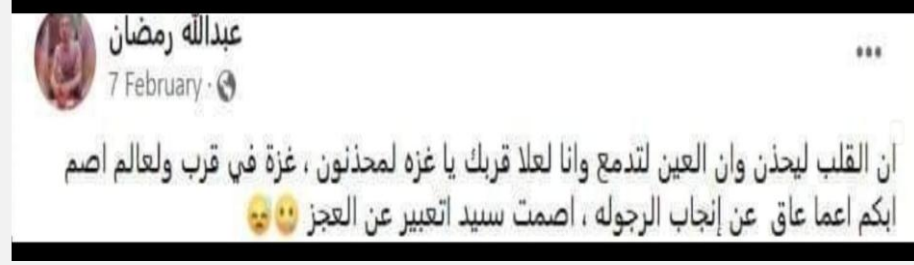 عبدالله رمضان
7 February ·
ان القلب ليحذن وان العين لتدمع وانا لعلا قربك يا غزه لمحذنون ، غزة في قرب ولعالم اصم
ابكم اعما عاق عن إنجاب الرجوله ، اصمت سيد اتعبير عن العجز 😶😓